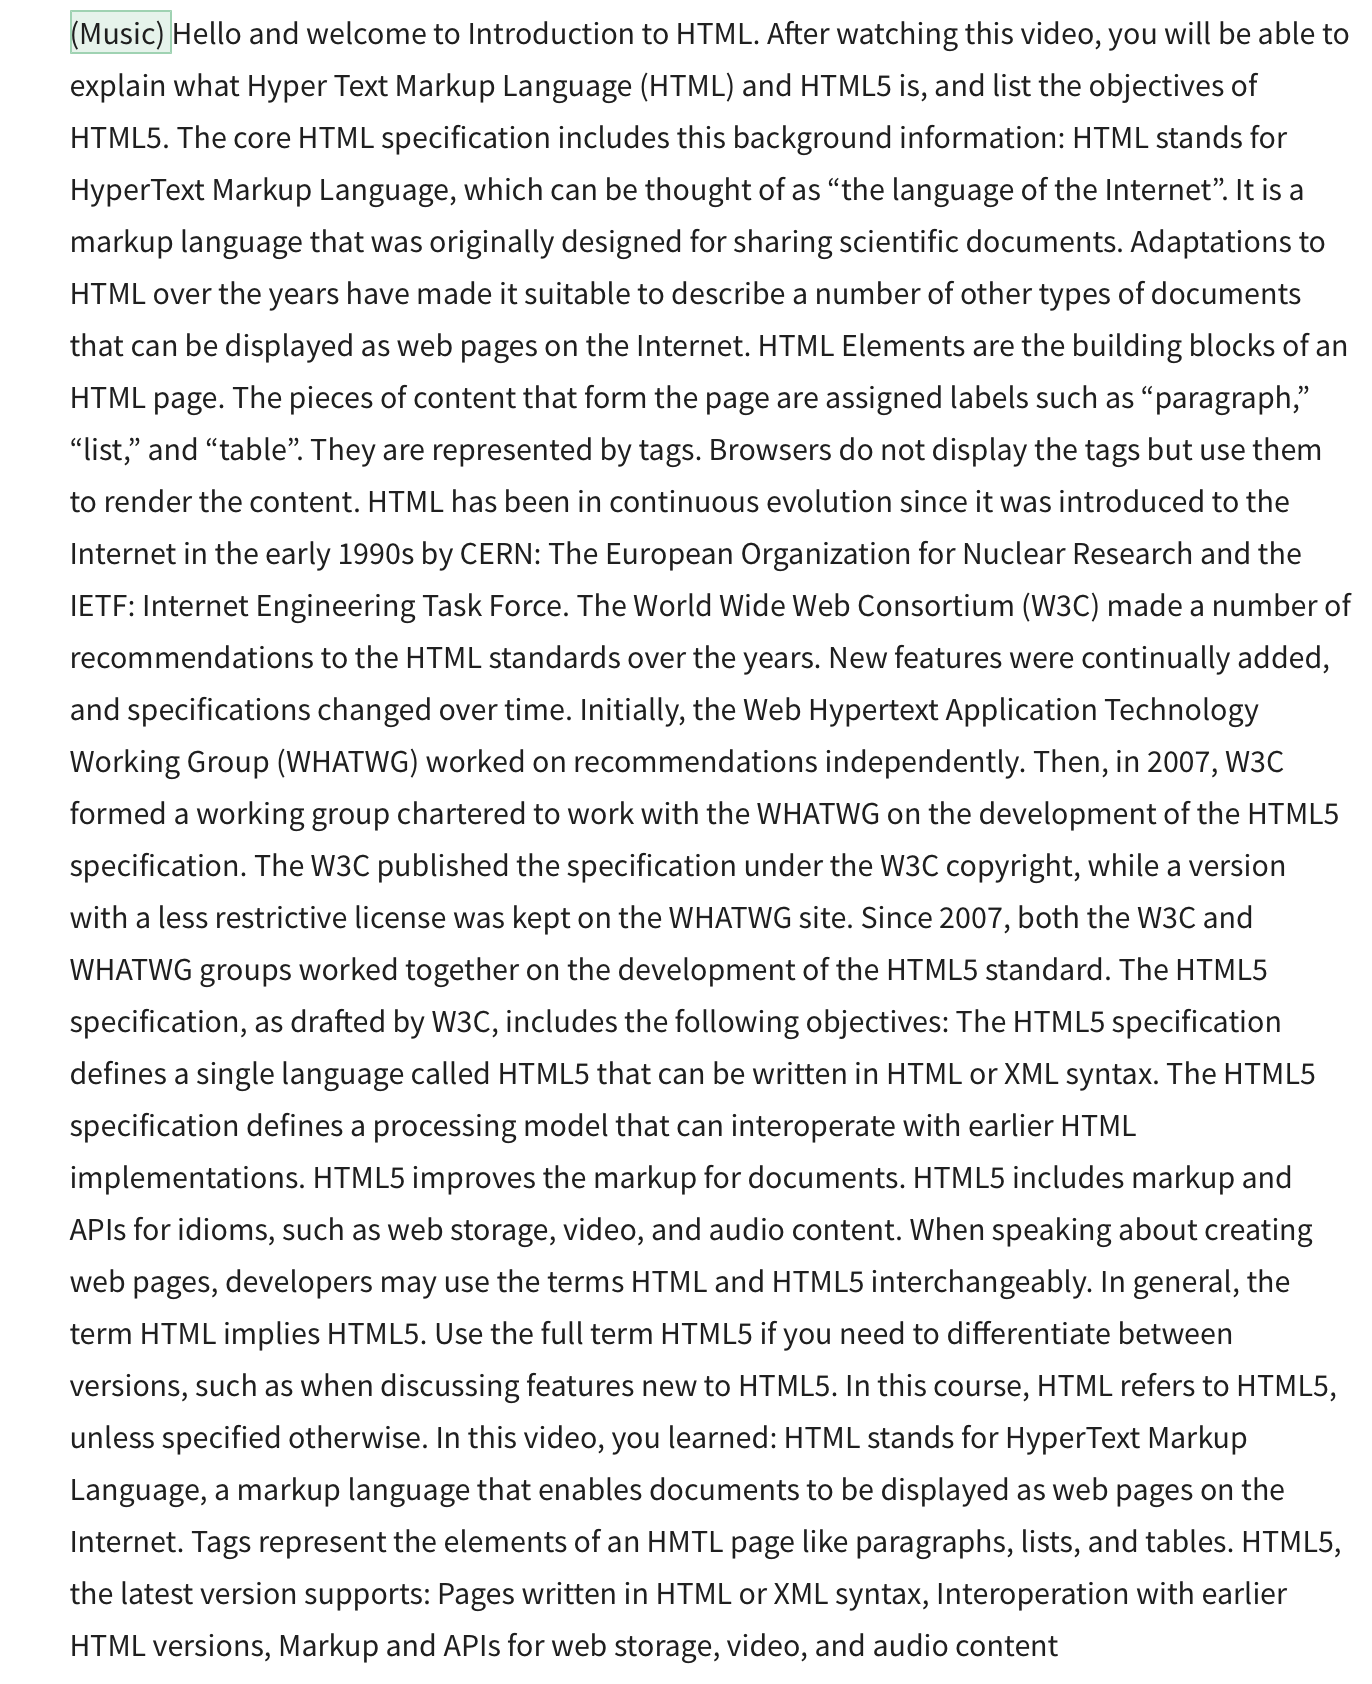 (Music) Hello and welcome to Introduction to HTML. After watching this video, you will be able to
explain what Hyper Text Markup Language (HTML) and HTML5 is, and list the objectives of
HTML5. The core HTML specification includes this background information: HTML stands for
HyperText Markup Language, which can be thought of as “the language of the Internet”. It is a
markup language that was originally designed for sharing scientific documents. Adaptations to
HTML over the years have made it suitable to describe a number of other types of documents
that can be displayed as web pages on the Internet. HTML Elements are the building blocks of an
HTML page. The pieces of content that form the page are assigned labels such as “paragraph,”
“list,” and “table”. They are represented by tags. Browsers do not display the tags but use them
to render the content. HTML has been in continuous evolution since it was introduced to the
Internet in the early 1990s by CERN: The European Organization for Nuclear Research and the
IETF: Internet Engineering Task Force. The World Wide Web Consortium (W3C) made a number of
recommendations to the HTML standards over the years. New features were continually added,
and specifications changed over time. Initially, the Web Hypertext Application Technology
Working Group (WHATWG) worked on recommendations independently. Then, in 2007, W3C
formed a working group chartered to work with the WHATWG on the development of the HTML5
specification. The W3C published the specification under the W3C copyright, while a version
with a less restrictive license was kept on the WHATWG site. Since 2007, both the W3C and
WHATWG groups worked together on the development of the HTML5 standard. The HTML5
specification, as drafted by W3C, includes the following objectives: The HTML5 specification
defines a single language called HTML5 that can be written in HTML or XML syntax. The HTML5
specification defines a processing model that can interoperate with earlier HTML
implementations. HTML5 improves the markup for documents. HTML5 includes markup and
APIs for idioms, such as web storage, video, and audio content. When speaking about creating
web pages, developers may use the terms HTML and HTML5 interchangeably. In general, the
term HTML implies HTML5. Use the full term HTML5 if you need to differentiate between
versions, such as when discussing features new to HTML5. In this course, HTML refers to HTML5,
unless specified otherwise. In this video, you learned: HTML stands for HyperText Markup
Language, a markup language that enables documents to be displayed as web pages on the
Internet. Tags represent the elements of an HMTL page like paragraphs, lists, and tables. HTML5,
the latest version supports: Pages written in HTML or XML syntax, Interoperation with earlier
HTML versions, Markup and APIs for web storage, video, and audio content